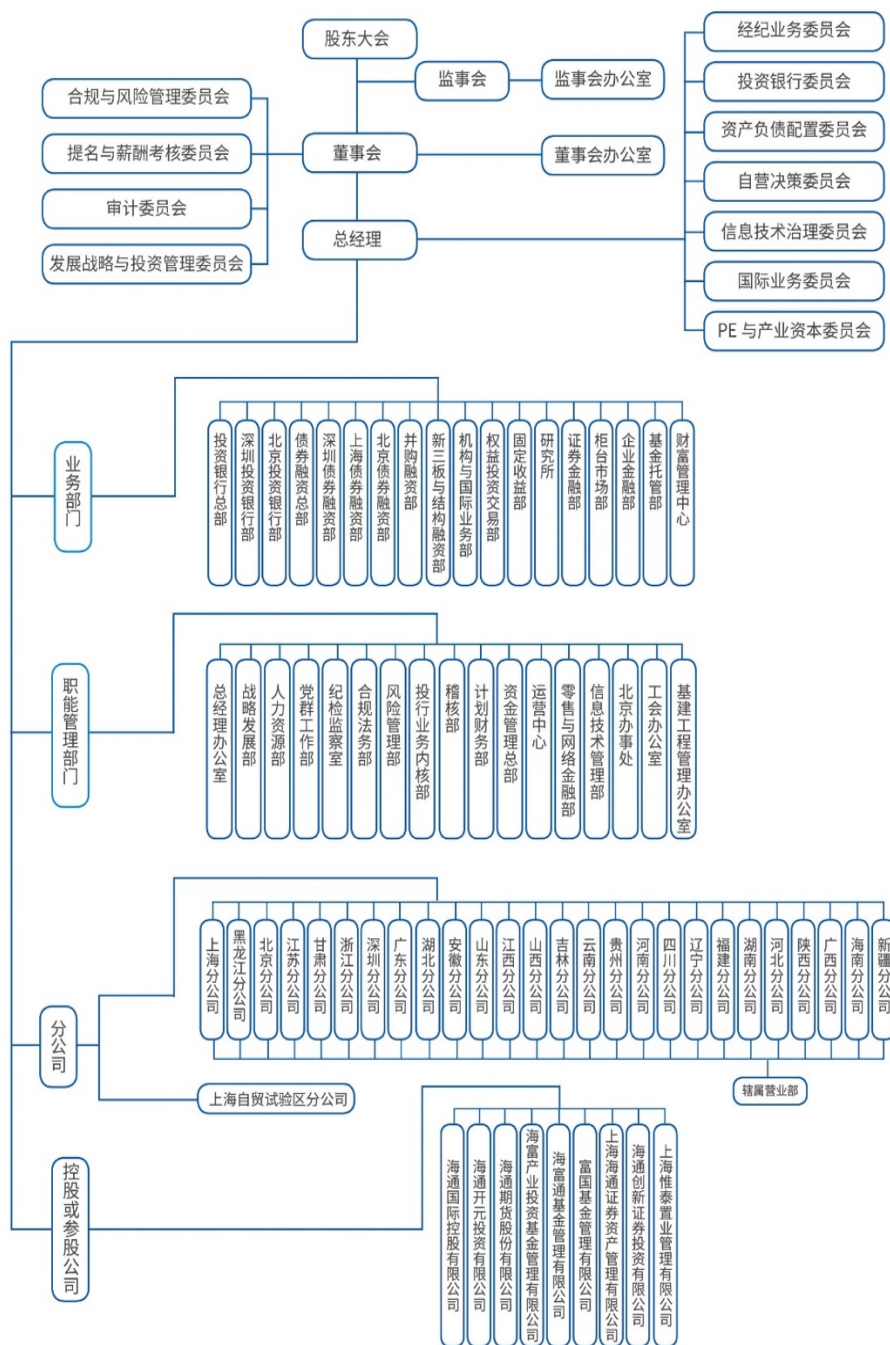 股东大会
监事会
监事会办公室
董事会
董事会办公室
总经理
合规与风险管理委员会
提名与薪酬考核委员会
审计委员会
发展战略与投资管理委员会
经纪业务委员会
投资银行委员会
资产负债配置委员会
自营决策委员会
信息技术治理委员会
国际业务委员会
PE 与产业资本委员会
业务部门
投资银行总部
深圳投资银行部
北京投资银行部
债券融资总部
深圳债券融资部
上海债券融资部
北京债券融资部
并购融资部
新三板与结构融资部
机构与国际业务部
权益投资交易部
固定收益部
研究所
证券金融部
柜台市场部
企业金融部
基金托管部
财富管理中心
职能管理部门
总经理办公室
战略发展部
人力资源部
党群工作部
纪检监察室
合规法务部
风险管理部
投行业务内核部
稽核部
计划财务部
资金管理总部
运营中心
零售与网络金融部
信息技术管理部
北京办事处
工会办公室
基建工程管理办公室
分公司
上海分公司
黑龙江分公司
北京分公司
江苏分公司
甘肃分公司
浙江分公司
深圳分公司
广东分公司
湖北分公司
安徽分公司
山东分公司
江西分公司
山西分公司
吉林分公司
云南分公司
贵州分公司
河南分公司
四川分公司
辽宁分公司
福建分公司
湖南分公司
河北分公司
陕西分公司
广西分公司
海南分公司
新疆分公司
辖属营业部
上海自贸试验区分公司
控股或参股公司
海通国际控股有限公司
海通开元投资有限公司
海通期货股份有限公司
海富产业投资基金管理有限公司
海富通基金管理有限公司
富国基金管理有限公司
上海海通证券资产管理有限公司
海通创新证券投资有限公司
上海惟泰置业管理有限公司